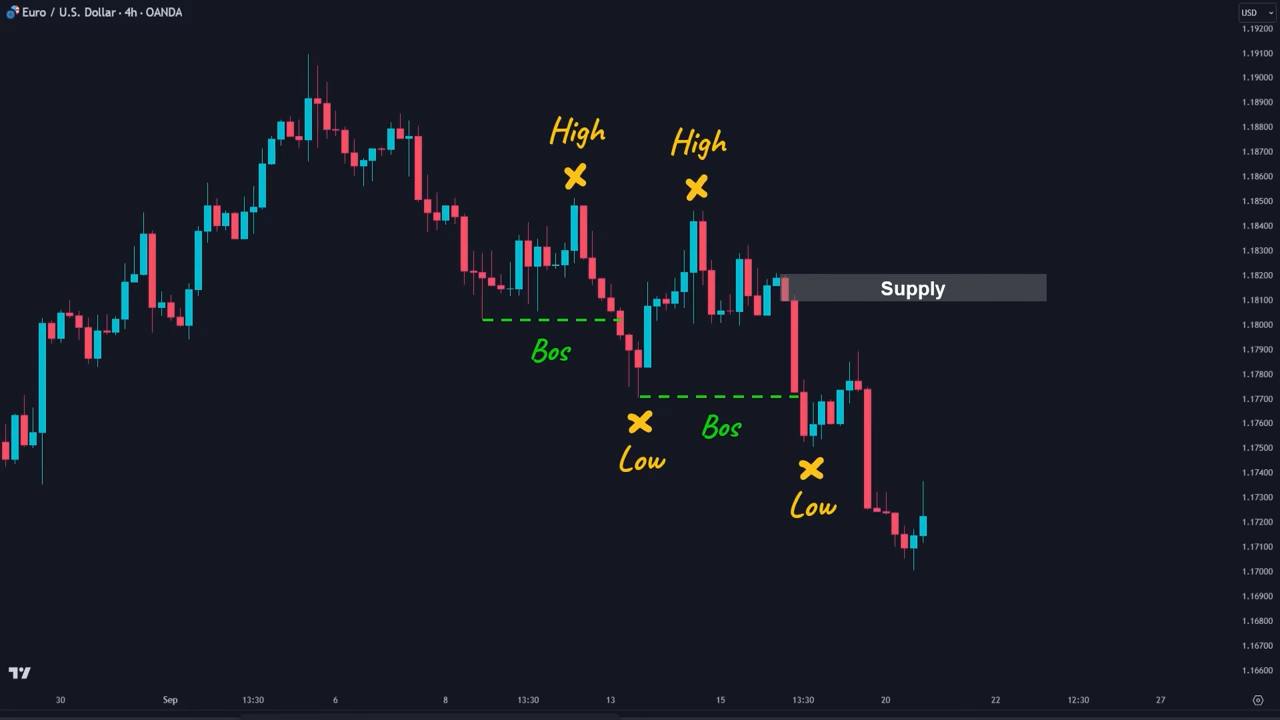 Euro / U.S. Dollar · 4h · OANDA
USD
1.19200
1.19100
1.19000
1.18900
1.18800
1.18700
1.18600
1.18500
1.18400
1.18300
1.18200
1.18100
1.18000
1.17900
1.17800
1.17700
1.17600
1.17500
1.17400
1.17300
1.17200
1.17100
1.17000
1.16900
1.16800
1.16700
1.16600
High
High
Supply
Bos
Bos
Low
Low
30 Sep 13:30 6 8 13:30 13 15 13:30 20 22 12:30 27